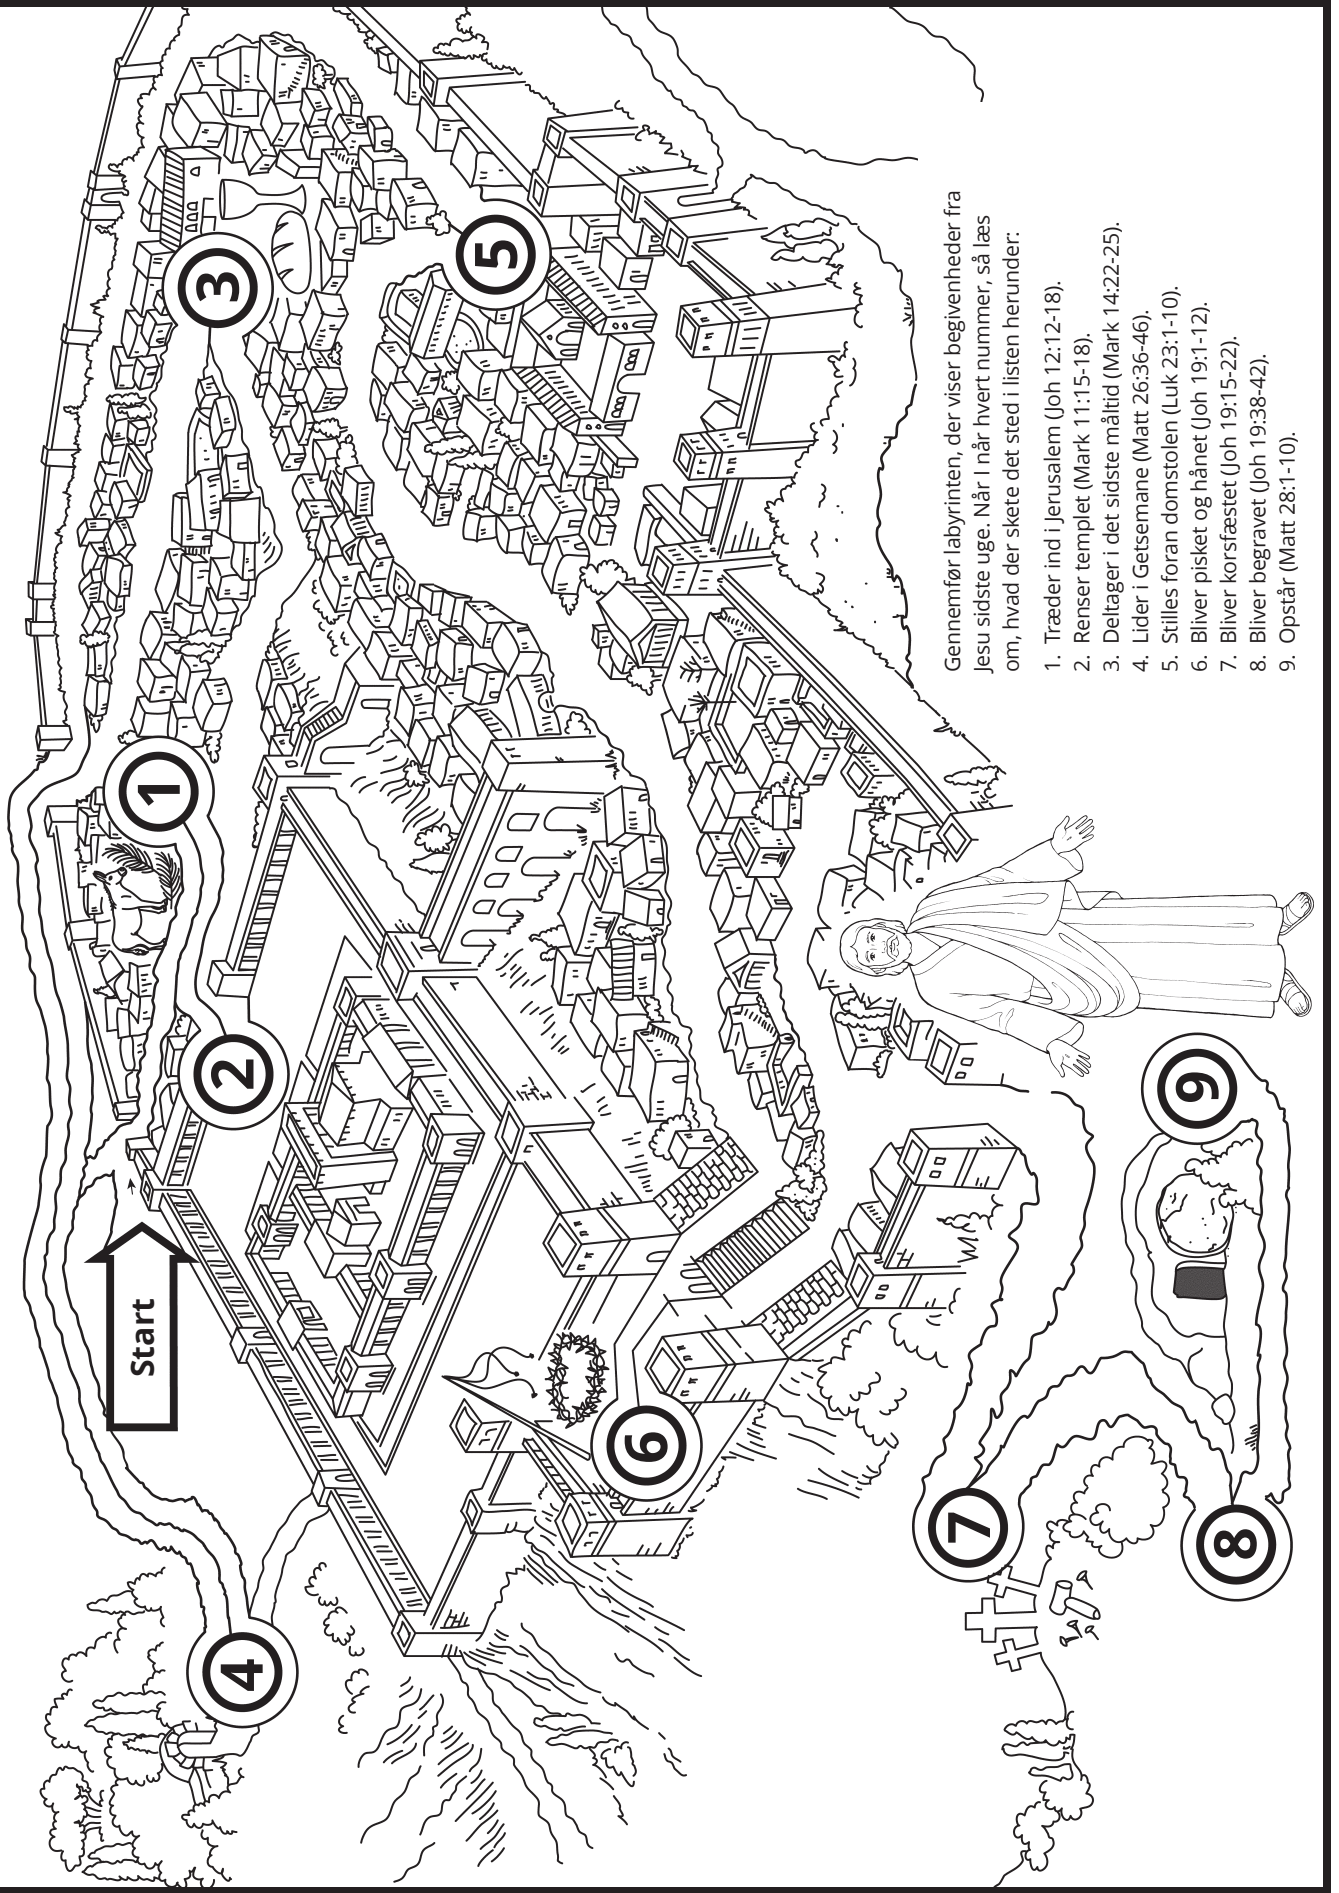 Start
1
2
3
4
5
6
7
8
9
Gennemfør labyrinten, der viser begivenheder fra
Jesu sidste uge. Når I når hvert nummer, så læs
om, hvad der skete det sted i listen herunder:
1. Træder ind i Jerusalem (Joh 12:12-18).
2. Renser templet (Mark 11:15-18).
3. Deltager i det sidste måltid (Mark 14:22-25).
4. Lider i Getsemane (Matt 26:36-46).
5. Stilles foran domstolen (Luk 23:1-10).
6. Bliver pisket og hånet (Joh 19:1-12).
7. Bliver korsfæstet (Joh 19:15-22).
8. Bliver begravet (Joh 19:38-42).
9. Opstår (Matt 28:1-10).